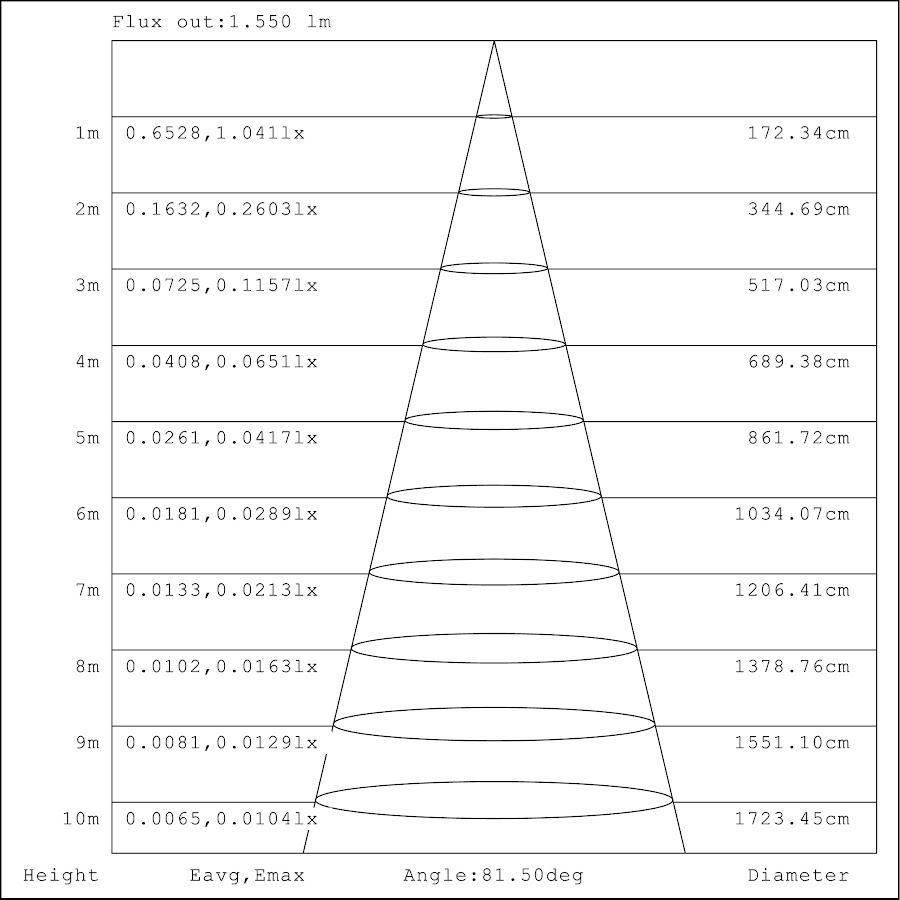 Flux out:1.550 lm
1m 0.6528,1.041lx 172.34cm
2m 0.1632,0.2603lx 344.69cm
3m 0.0725,0.1157lx 517.03cm
4m 0.0408,0.0651lx 689.38cm
5m 0.0261,0.0417lx 861.72cm
6m 0.0181,0.0289lx 1034.07cm
7m 0.0133,0.0213lx 1206.41cm
8m 0.0102,0.0163lx 1378.76cm
9m 0.0081,0.0129lx 1551.10cm
10m 0.0065,0.0104lx 1723.45cm
Height Eavg,Emax Angle:81.50deg Diameter